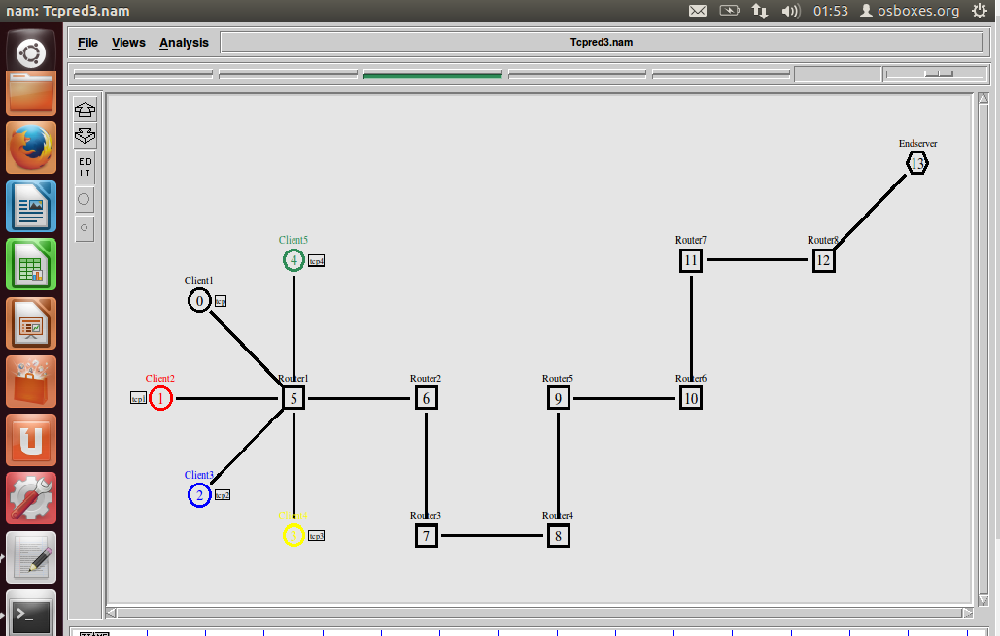 nam: Tcpred3.nam
01:53
osboxes.org
File
Views
Analysis
Tcpred3.nam
ED
IT
Endserver
13
Client5
4
tcp4
Router7
11
Router8
12
Client1
0
tcp
Client2
tcp1
1
Router1
5
Router2
6
Router5
9
Router6
10
Client3
2
tcp2
tcp3
Router3
7
Router4
8